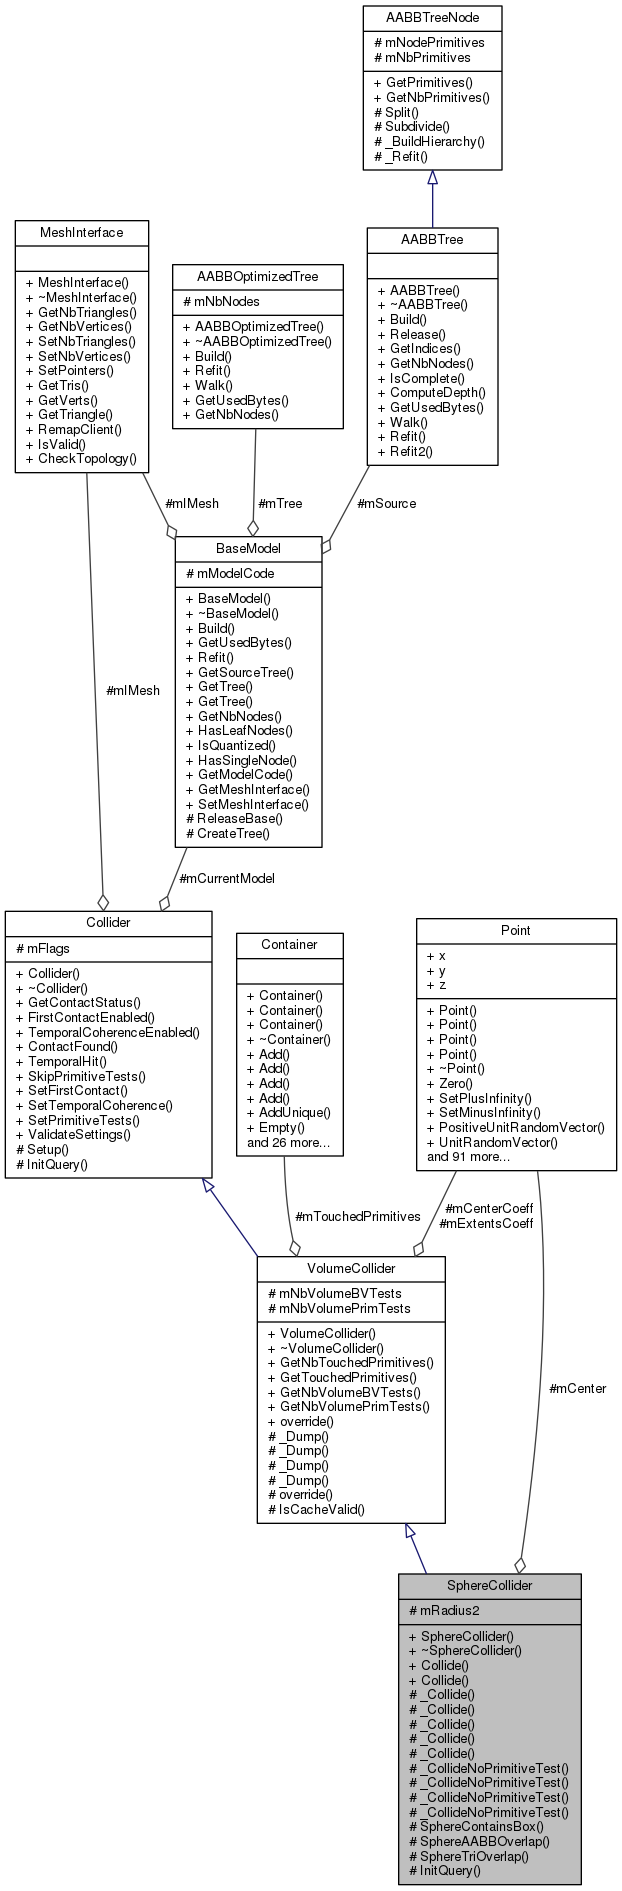 AABBTreeNode
# mNodePrimitives
# mNbPrimitives
+ GetPrimitives()
+ GetNbPrimitives()
# Split()
# Subdivide()
# _BuildHierarchy()
# _Refit()
MeshInterface
+ MeshInterface()
+ ~MeshInterface()
+ GetNbTriangles()
+ GetNbVertices()
+ SetNbTriangles()
+ SetNbVertices()
+ SetPointers()
+ GetTris()
+ GetVerts()
+ GetTriangle()
+ RemapClient()
+ IsValid()
+ CheckTopology()
AABBOptimizedTree
# mNbNodes
+ AABBOptimizedTree()
+ ~AABBOptimizedTree()
+ Build()
+ Refit()
+ Walk()
+ GetUsedBytes()
+ GetNbNodes()
AABBTree
+ AABBTree()
+ ~AABBTree()
+ Build()
+ Release()
+ GetIndices()
+ GetNbNodes()
+ IsComplete()
+ ComputeDepth()
+ GetUsedBytes()
+ Walk()
+ Refit()
+ Refit2()
#mIMesh
#mTree
#mSource
BaseModel
# mModelCode
+ BaseModel()
+ ~BaseModel()
+ Build()
+ GetUsedBytes()
+ Refit()
+ GetSourceTree()
+ GetTree()
+ GetTree()
+ GetNbNodes()
+ HasLeafNodes()
+ IsQuantized()
+ HasSingleNode()
+ GetModelCode()
+ GetMeshInterface()
+ SetMeshInterface()
# ReleaseBase()
# CreateTree()
#mIMesh
#mCurrentModel
Collider
# mFlags
+ Collider()
+ ~Collider()
+ GetContactStatus()
+ FirstContactEnabled()
+ TemporalCoherenceEnabled()
+ ContactFound()
+ TemporalHit()
+ SkipPrimitiveTests()
+ SetFirstContact()
+ SetTemporalCoherence()
+ SetPrimitiveTests()
+ ValidateSettings()
# Setup()
# InitQuery()
Container
+ Container()
+ Container()
+ Container()
+ ~Container()
+ Add()
+ Add()
+ Add()
+ Add()
+ AddUnique()
+ Empty()
and 26 more...
Point
+ x
+ y
+ z
+ Point()
+ Point()
+ Point()
+ Point()
+ ~Point()
+ Zero()
+ SetPlusInfinity()
+ SetMinusInfinity()
+ PositiveUnitRandomVector()
+ UnitRandomVector()
and 91 more...
#mTouchedPrimitives
#mCenterCoeff
#mExtentsCoeff
VolumeCollider
# mNbVolumeBVTests
# mNbVolumePrimTests
+ VolumeCollider()
+ ~VolumeCollider()
+ GetNbTouchedPrimitives()
+ GetTouchedPrimitives()
+ GetNbVolumeBVTests()
+ GetNbVolumePrimTests()
+ override()
# _Dump()
# _Dump()
# _Dump()
# _Dump()
# override()
# IsCacheValid()
#mCenter
SphereCollider
# mRadius2
+ SphereCollider()
+ ~SphereCollider()
+ Collide()
+ Collide()
# _Collide()
# _Collide()
# _Collide()
# _Collide()
# _Collide()
# _CollideNoPrimitiveTest()
# _CollideNoPrimitiveTest()
# _CollideNoPrimitiveTest()
# _CollideNoPrimitiveTest()
# SphereContainsBox()
# SphereAABBOverlap()
# SphereTriOverlap()
# InitQuery()